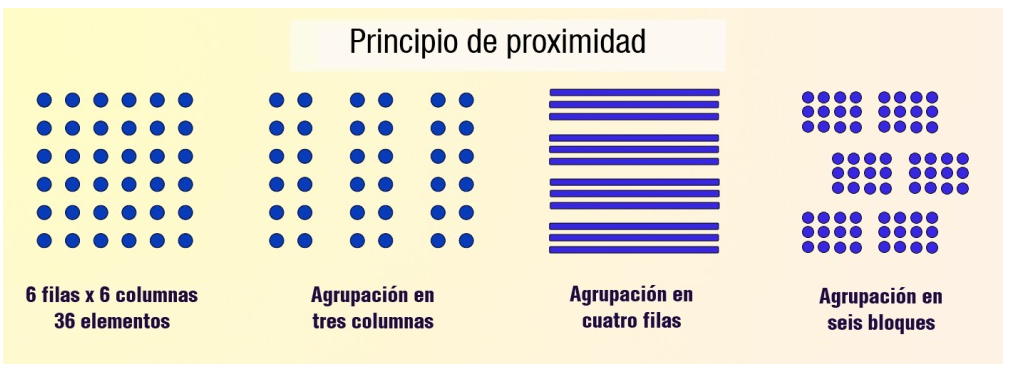 Principio de proximidad
6 filas x 6 columnas
36 elementos
Agrupación en
tres columnas
Agrupación en
cuatro filas
Agrupación en
seis bloques